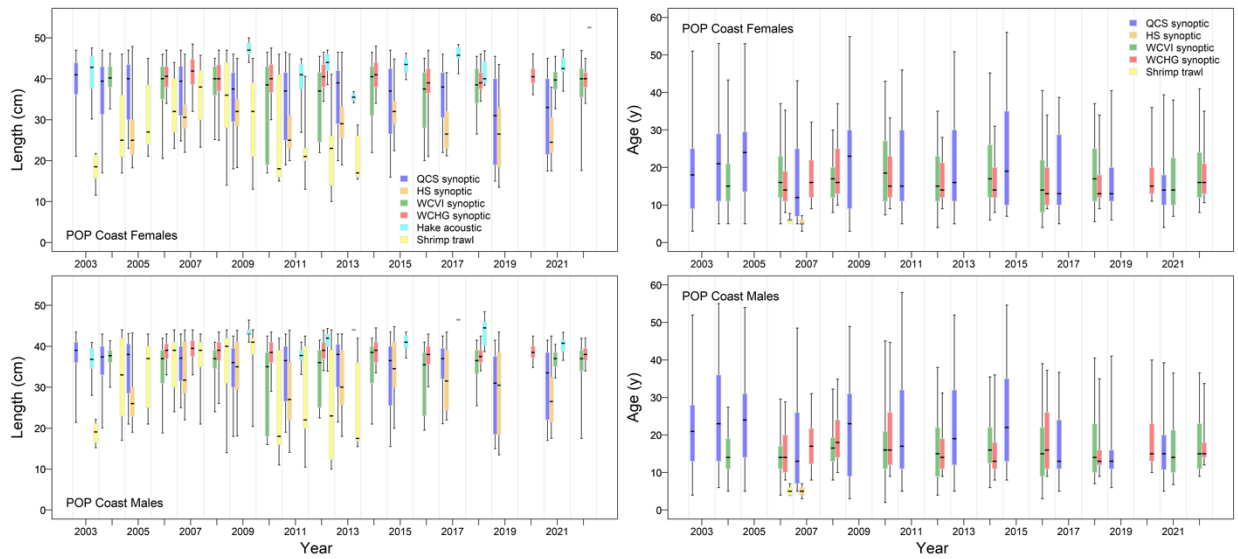 50
40
30
20
10
0
Length (cm)
QCS synoptic
HS synoptic
WCVI synoptic
WCHG synoptic
Hake acoustic
Shrimp trawl
POP Coast Females
2003 2005 2007 2009 2011 2013 2015 2017 2019 2021
60
50
40
30
20
10
0
Age (y)
POP Coast Females
QCS synoptic
HS synoptic
WCVI synoptic
WCHG synoptic
Shrimp trawl
2003 2005 2007 2009 2011 2013 2015 2017 2019 2021
50
40
30
20
10
0
Length (cm)
POP Coast Males
2003 2005 2007 2009 2011 2013 2015 2017 2019 2021
Year
60
50
40
30
20
10
0
Age (y)
POP Coast Males
2003 2005 2007 2009 2011 2013 2015 2017 2019 2021
Year